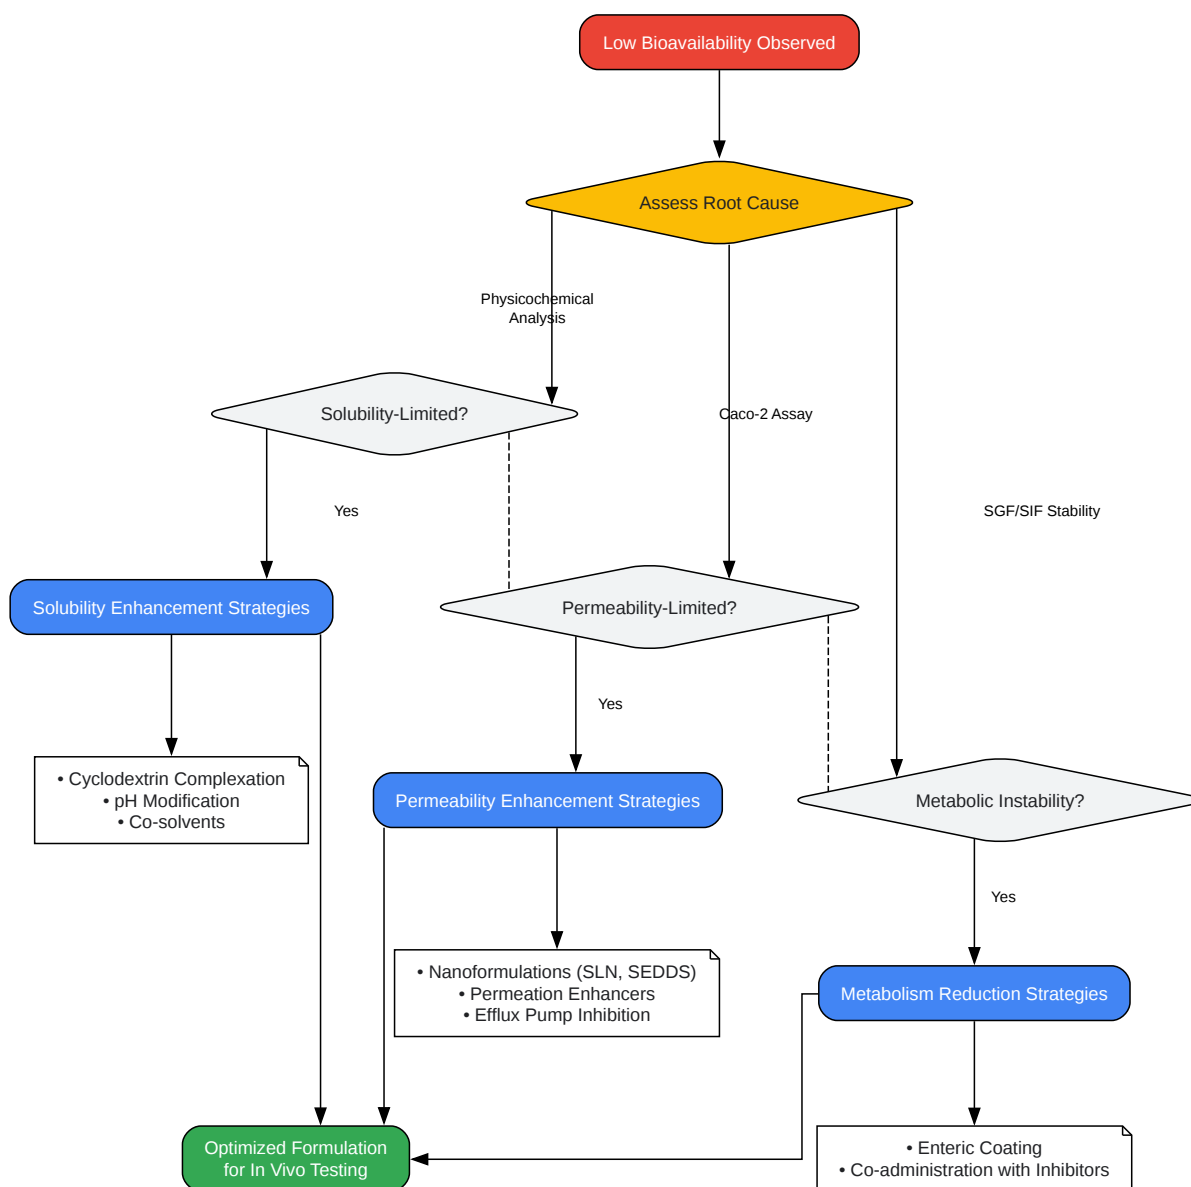 Low Bioavailability Observed
Assess Root Cause
Physicochemical
Analysis
Solubility-Limited?
Caco-2 Assay
Yes
SGF/SIF Stability
Solubility Enhancement Strategies
Permeability-Limited?
Yes
• Cyclodextrin Complexation
• pH Modification
• Co-solvents
Permeability Enhancement Strategies
Metabolic Instability?
Yes
• Nanoformulations (SLN, SEDDS)
• Permeation Enhancers
• Efflux Pump Inhibition
Metabolism Reduction Strategies
Optimized Formulation
for In Vivo Testing
• Enteric Coating
• Co-administration with Inhibitors